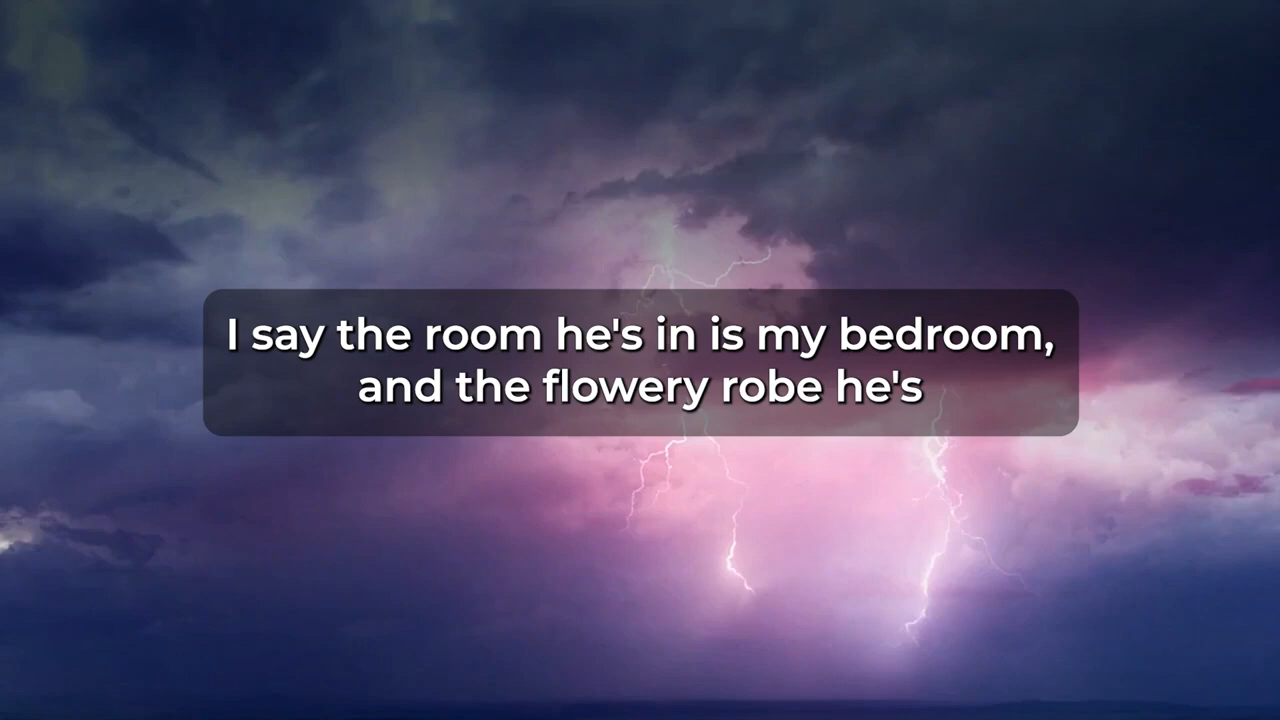 I say the room he's in is my bedroom,
and the flowery robe he's